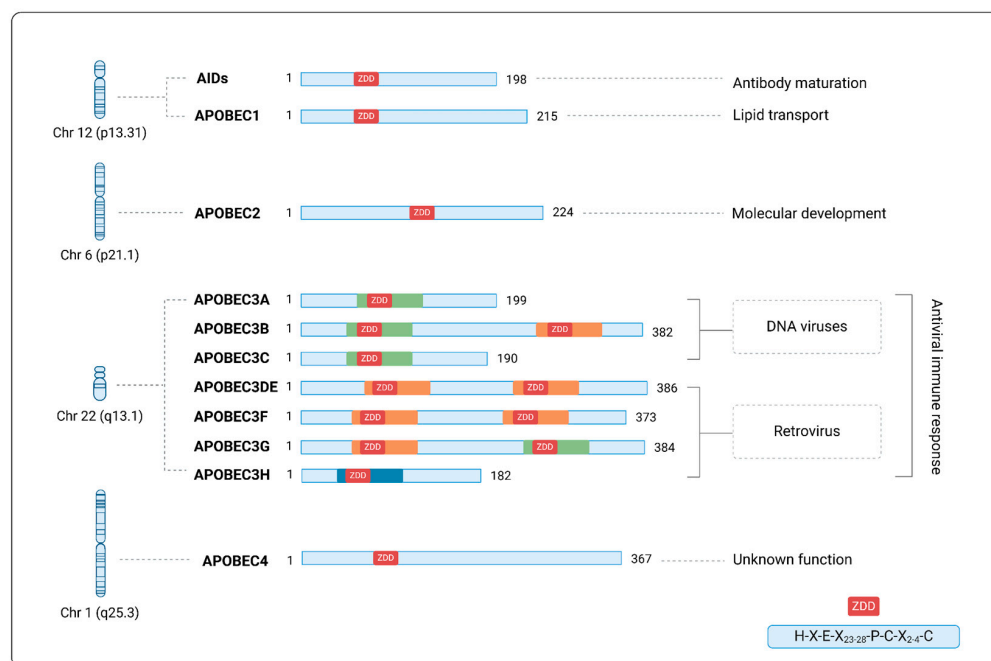 AIDs 1 ZDD 198 Antibody maturation
APOBEC1 1 ZDD 215 Lipid transport
Chr 12 (p13.31)
APOBEC2 1 ZDD 224 Molecular development
Chr 6 (p21.1)
APOBEC3A 1 ZDD 199
APOBEC3B 1 ZDD ZDD 382
APOBEC3C 1 ZDD 190
DNA viruses
APOBEC3DE 1 ZDD ZDD 386
APOBEC3F 1 ZDD ZDD 373
APOBEC3G 1 ZDD ZDD 384
APOBEC3H 1 ZDD 182
Retrovirus
Antiviral immune response
Chr 22 (q13.1)
APOBEC4 1 ZDD 367 Unknown function
Chr 1 (q25.3)
ZDD
H-X-E-X23-28-P-C-X2-4-C